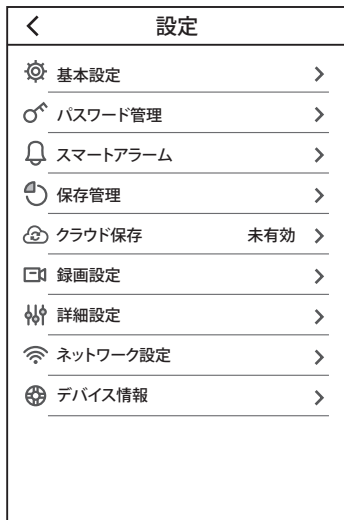 設定
基本設定
パスワード管理
スマートアラーム
保存管理
クラウド保存 未有効
録画設定
詳細設定
ネットワーク設定
デバイス情報